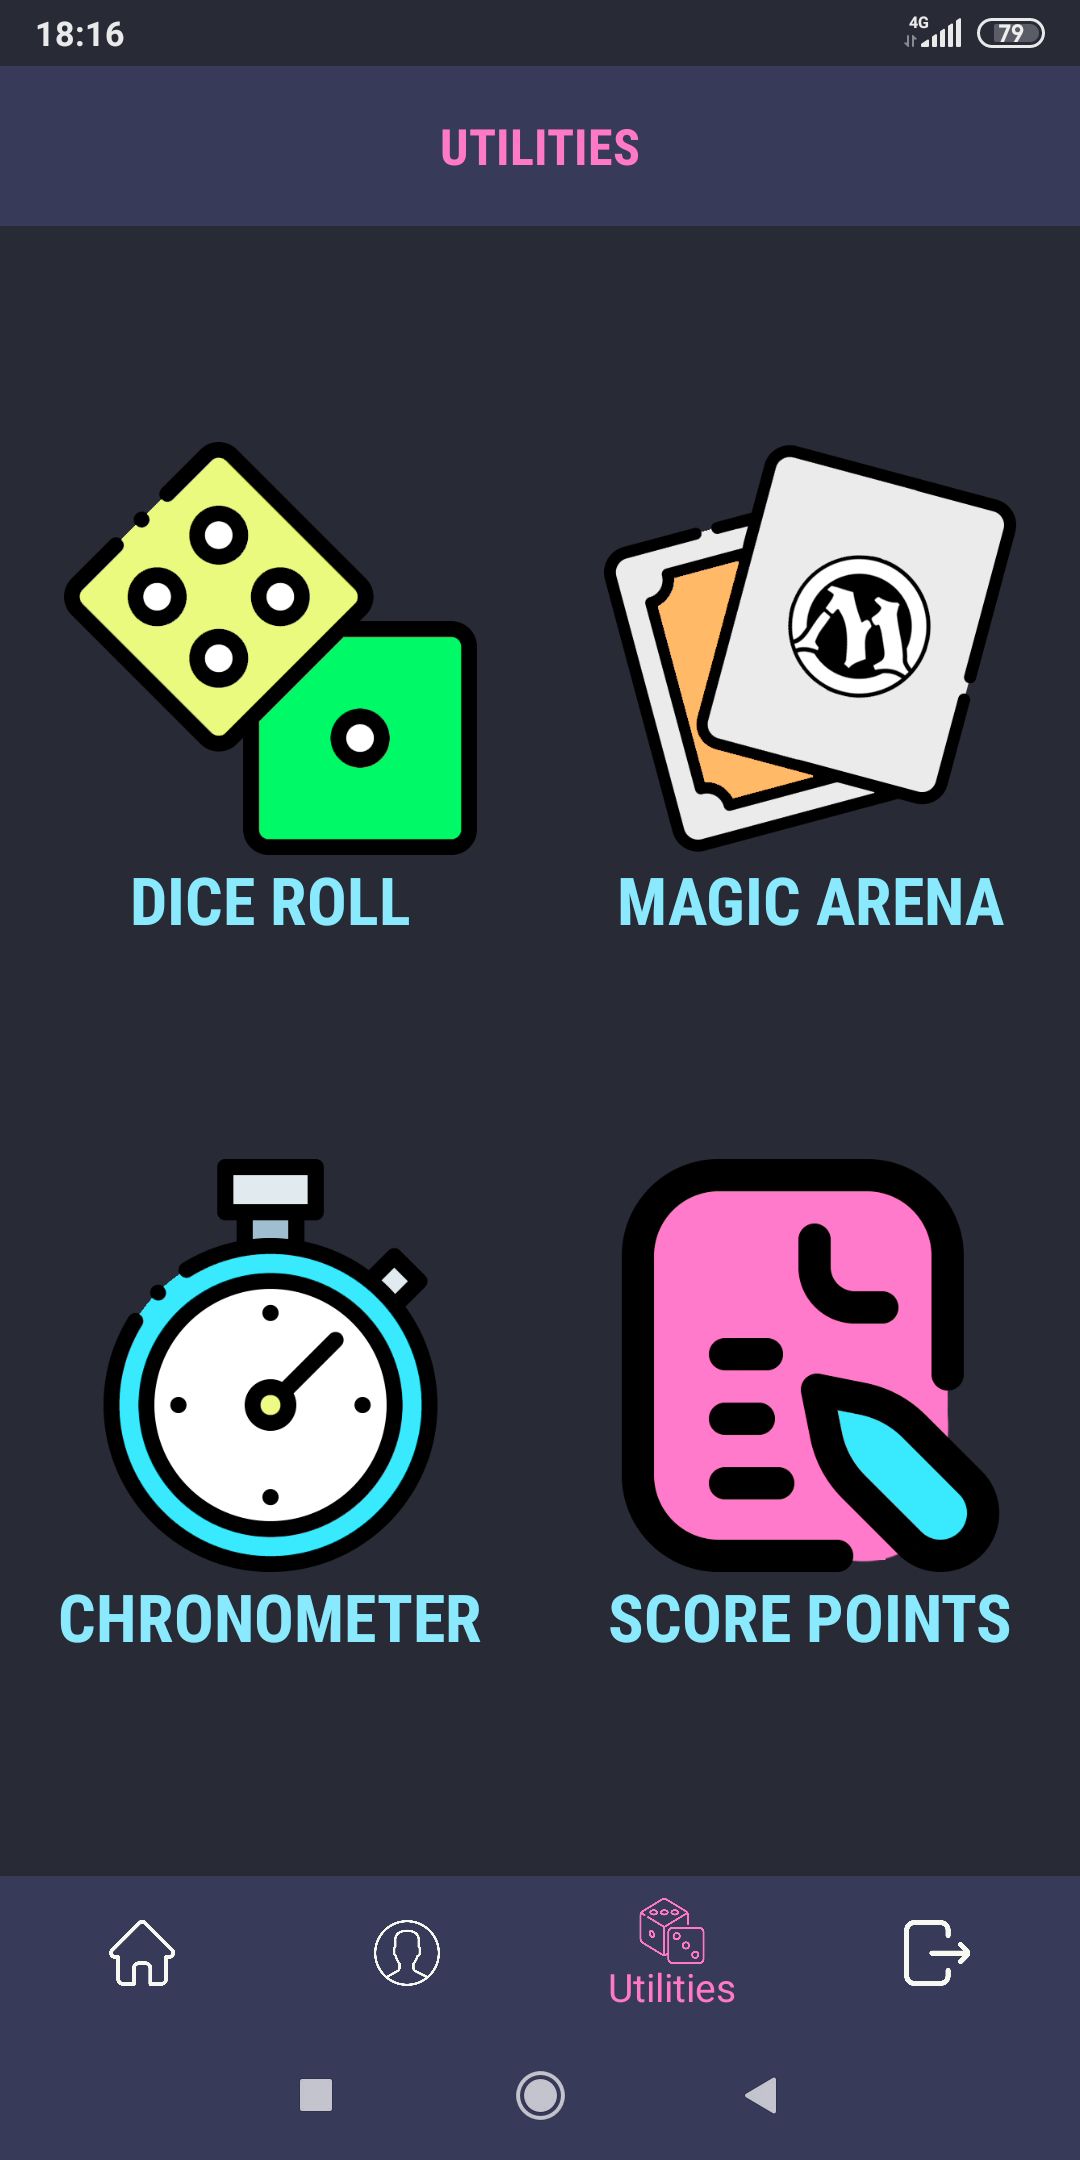 18:16
4G
79
UTILITIES
DICE ROLL
MAGIC ARENA
CHRONOMETER
SCORE POINTS
Utilities